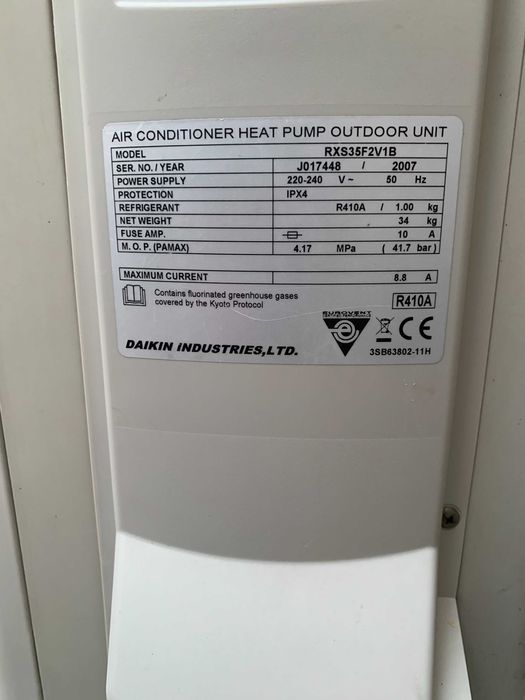 AIR CONDITIONER HEAT PUMP OUTDOOR UNIT
MODEL RXS35F2V1B
SER. NO. / YEAR J017448 / 2007
POWER SUPPLY 220-240 V ~ 50 Hz
PROTECTION IPX4
REFRIGERANT R410A / 1.00 kg
NET WEIGHT 34 kg
FUSE AMP. 10 A
M. O. P. (PAMAX) 4.17 MPa ( 41.7 bar )
MAXIMUM CURRENT 8.8 A
Contains fluorinated greenhouse gases
covered by the Kyoto Protocol
R410A
EUROVENT
CE
DAIKIN INDUSTRIES,LTD.
3SB63802-11H